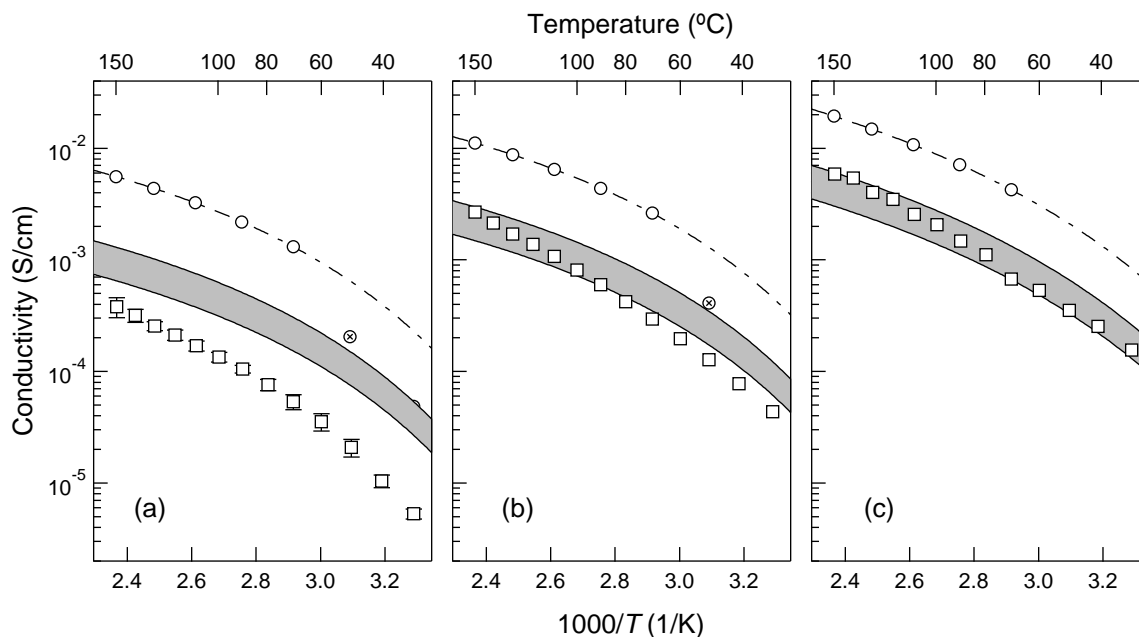 Temperature (ºC)
150 100 80 60 40 150 100 80 60 40 150 100 80 60 40
Conductivity (S/cm)
10-2
10-3
10-4
10-5
(a) (b) (c)
2.4 2.6 2.8 3.0 3.2 2.4 2.6 2.8 3.0 3.2 2.4 2.6 2.8 3.0 3.2
1000/T (1/K)